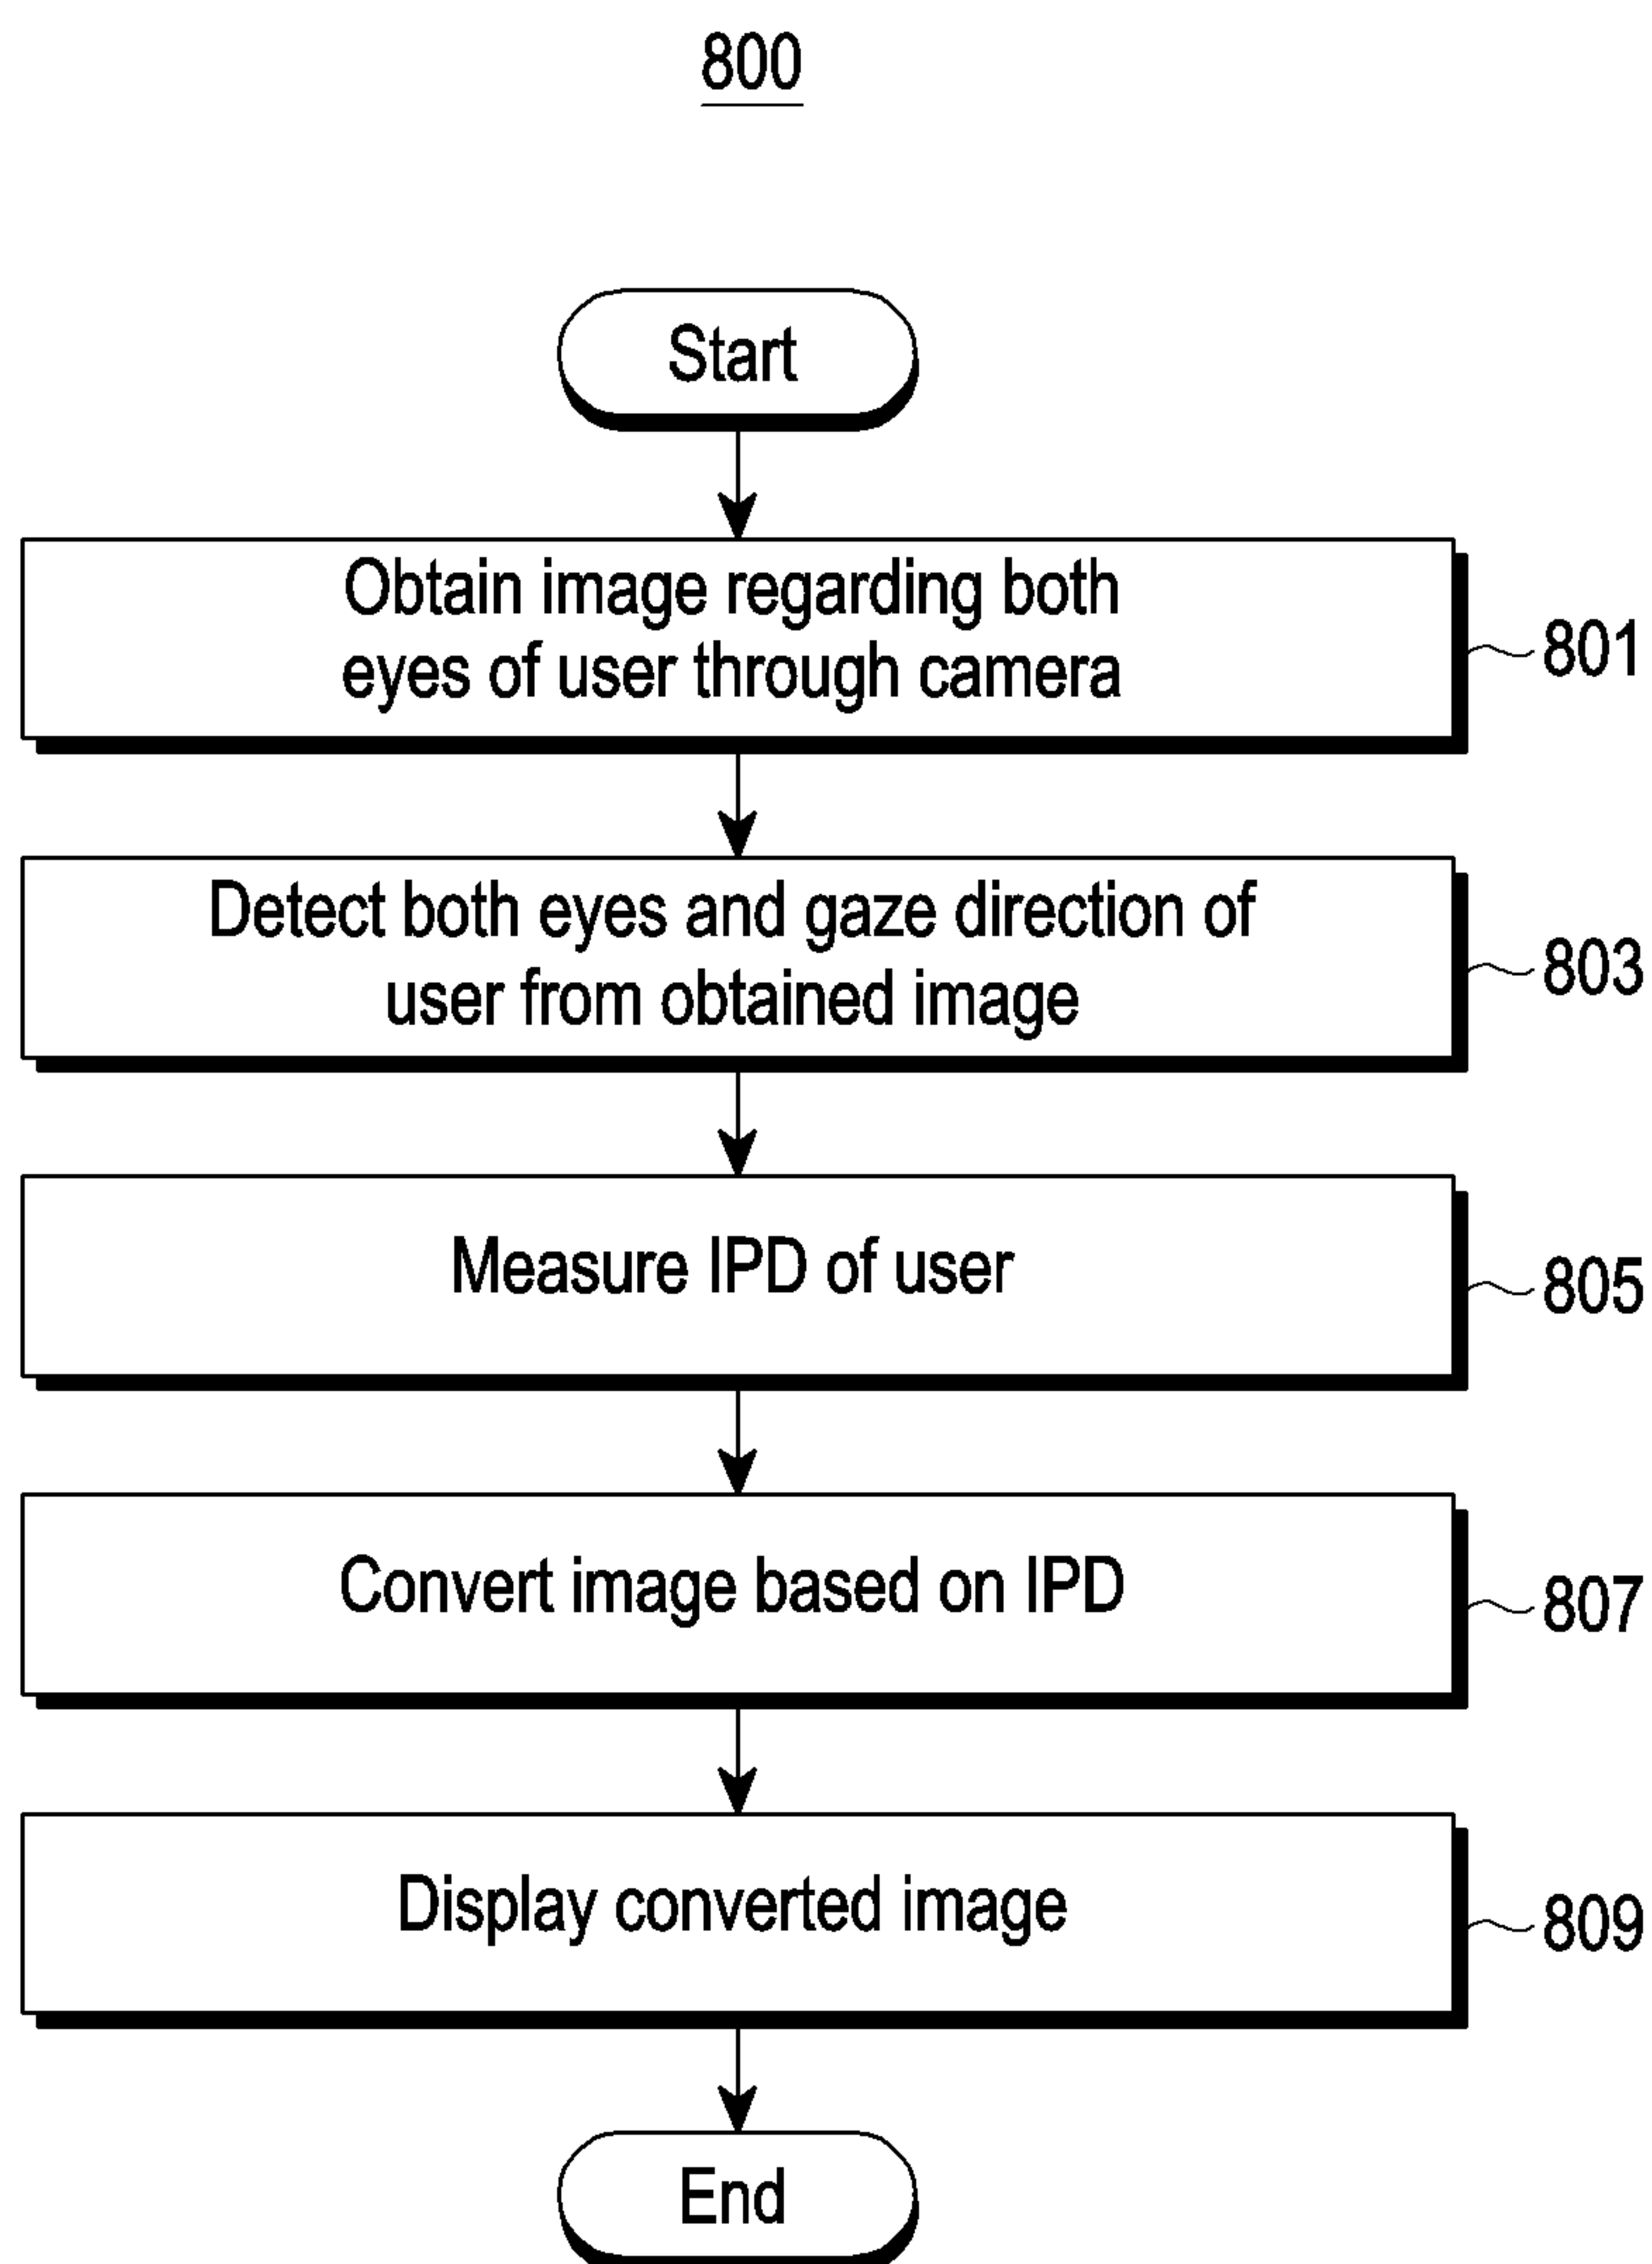 800
Start
Obtain image regarding both
eyes of user through camera
801
Detect both eyes and gaze direction of
user from obtained image
803
Measure IPD of user
805
Convert image based on IPD
807
Display converted image
809
End